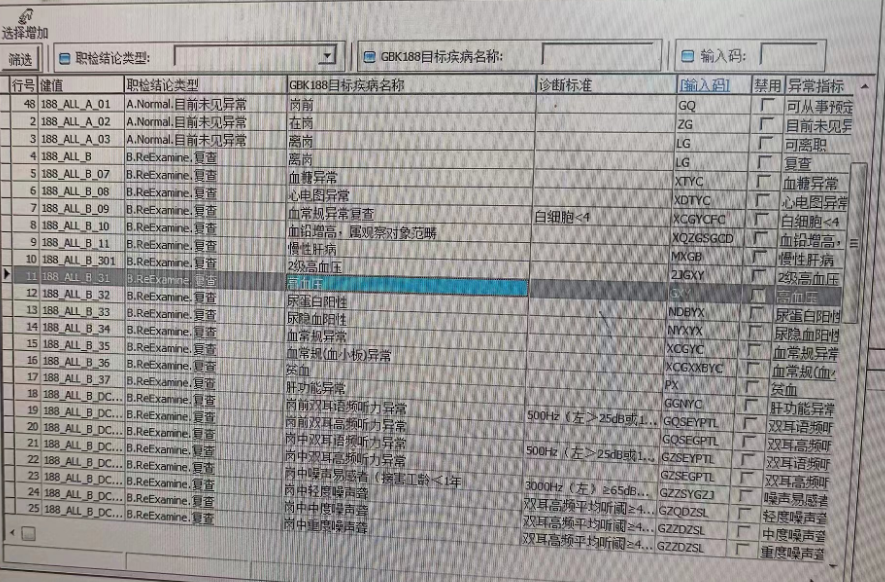 选择增加
筛选 职检结论类型: GBK188目标疾病名称: 输入码:
行号 健值 职检结论类型 GBK188目标疾病名称 诊断标准 [输入码] 禁用 异常指标
48 188_ALL_A_01 A.Normal.目前未见异常 岗前 GQ 可从事预定
2 188_ALL_A_02 A.Normal.目前未见异常 在岗 ZG 目前未见异
3 188_ALL_A_03 A.Normal.目前未见异常 离岗 LG 可离职
4 188_ALL_B B.ReExamine.复查 离岗 LG 复查
5 188_ALL_B_07 B.ReExamine.复查 血糖异常 XTYC 血糖异常
6 188_ALL_B_08 B.ReExamine.复查 心电图异常 XDTYC 心电图异常
7 188_ALL_B_09 B.ReExamine.复查 血常规异常复查 白细胞<4 XCGYCFC 白细胞<4
8 188_ALL_B_10 B.ReExamine.复查 血铅增高，属观察对象范畴 XQZGSGCD 血铅增高，
9 188_ALL_B_11 B.ReExamine.复查 慢性肝病 MXGB 慢性肝病
10 188_ALL_B_301 B.ReExamine.复查 2级高血压 2JGXY 2级高血压
11 188_ALL_B_31 B.ReExamine.复查 高血压 高血压
12 188_ALL_B_32 B.ReExamine.复查 尿蛋白阳性 NDBYX 尿蛋白阳性
13 188_ALL_B_33 B.ReExamine.复查 尿隐血阳性 NYXYX 尿隐血阳性
14 188_ALL_B_34 B.ReExamine.复查 血常规异常 XCGYC 血常规异常
15 188_ALL_B_35 B.ReExamine.复查 血常规(血小板)异常 XCGXXBYC 血常规(血小
16 188_ALL_B_36 B.ReExamine.复查 贫血 PX 贫血
17 188_ALL_B_37 B.ReExamine.复查 肝功能异常 GGNYC 肝功能异常
18 188_ALL_B_DC... B.ReExamine.复查 岗前双耳语频听力异常 500Hz（左＞25dB或1... GQSEYPTL 双耳语频听
19 188_ALL_B_DC... B.ReExamine.复查 岗前双耳高频听力异常 GQSEGPTL 双耳高频听
20 188_ALL_B_DC... B.ReExamine.复查 岗中双耳语频听力异常 500Hz（左＞25dB或1... GZSEYPTL 双耳语频听
21 188_ALL_B_DC... B.ReExamine.复查 岗中双耳高频听力异常 GZSEGPTL 双耳高频听
22 188_ALL_B_DC... B.ReExamine.复查 岗中噪声易感者（接害工龄＜1年 3000Hz（左）≥65dB... GZZSYGZJ 噪声易感者
23 188_ALL_B_DC... B.ReExamine.复查 岗中轻度噪声聋 双耳高频平均听阈≥4... GZQDZSL 轻度噪声聋
24 188_ALL_B_DC... B.ReExamine.复查 岗中中度噪声聋 双耳高频平均听阈≥4... GZZDZSL 中度噪声聋
25 188_ALL_B_DC... B.ReExamine.复查 岗中重度噪声聋 双耳高频平均听阈≥4... GZZDZSL 重度噪声聋